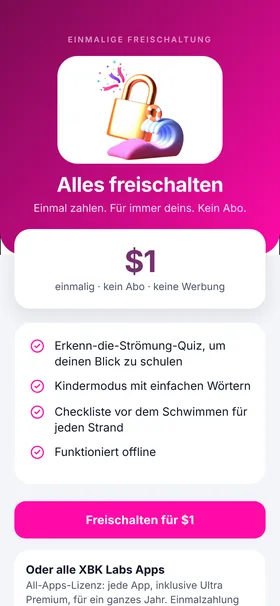 EINMALIGE FREISCHALTUNG
Alles freischalten
Einmal zahlen. Für immer deins. Kein Abo.
$1
einmalig · kein Abo · keine Werbung
Erkenn-die-Strömung-Quiz, um
deinen Blick zu schulen
Kindermodus mit einfachen Wörtern
Checkliste vor dem Schwimmen für
jeden Strand
Funktioniert offline
Freischalten für $1
Oder alle XBK Labs Apps
All-Apps-Lizenz: jede App, inklusive Ultra
Premium, für ein ganzes Jahr. Einmalzahlung